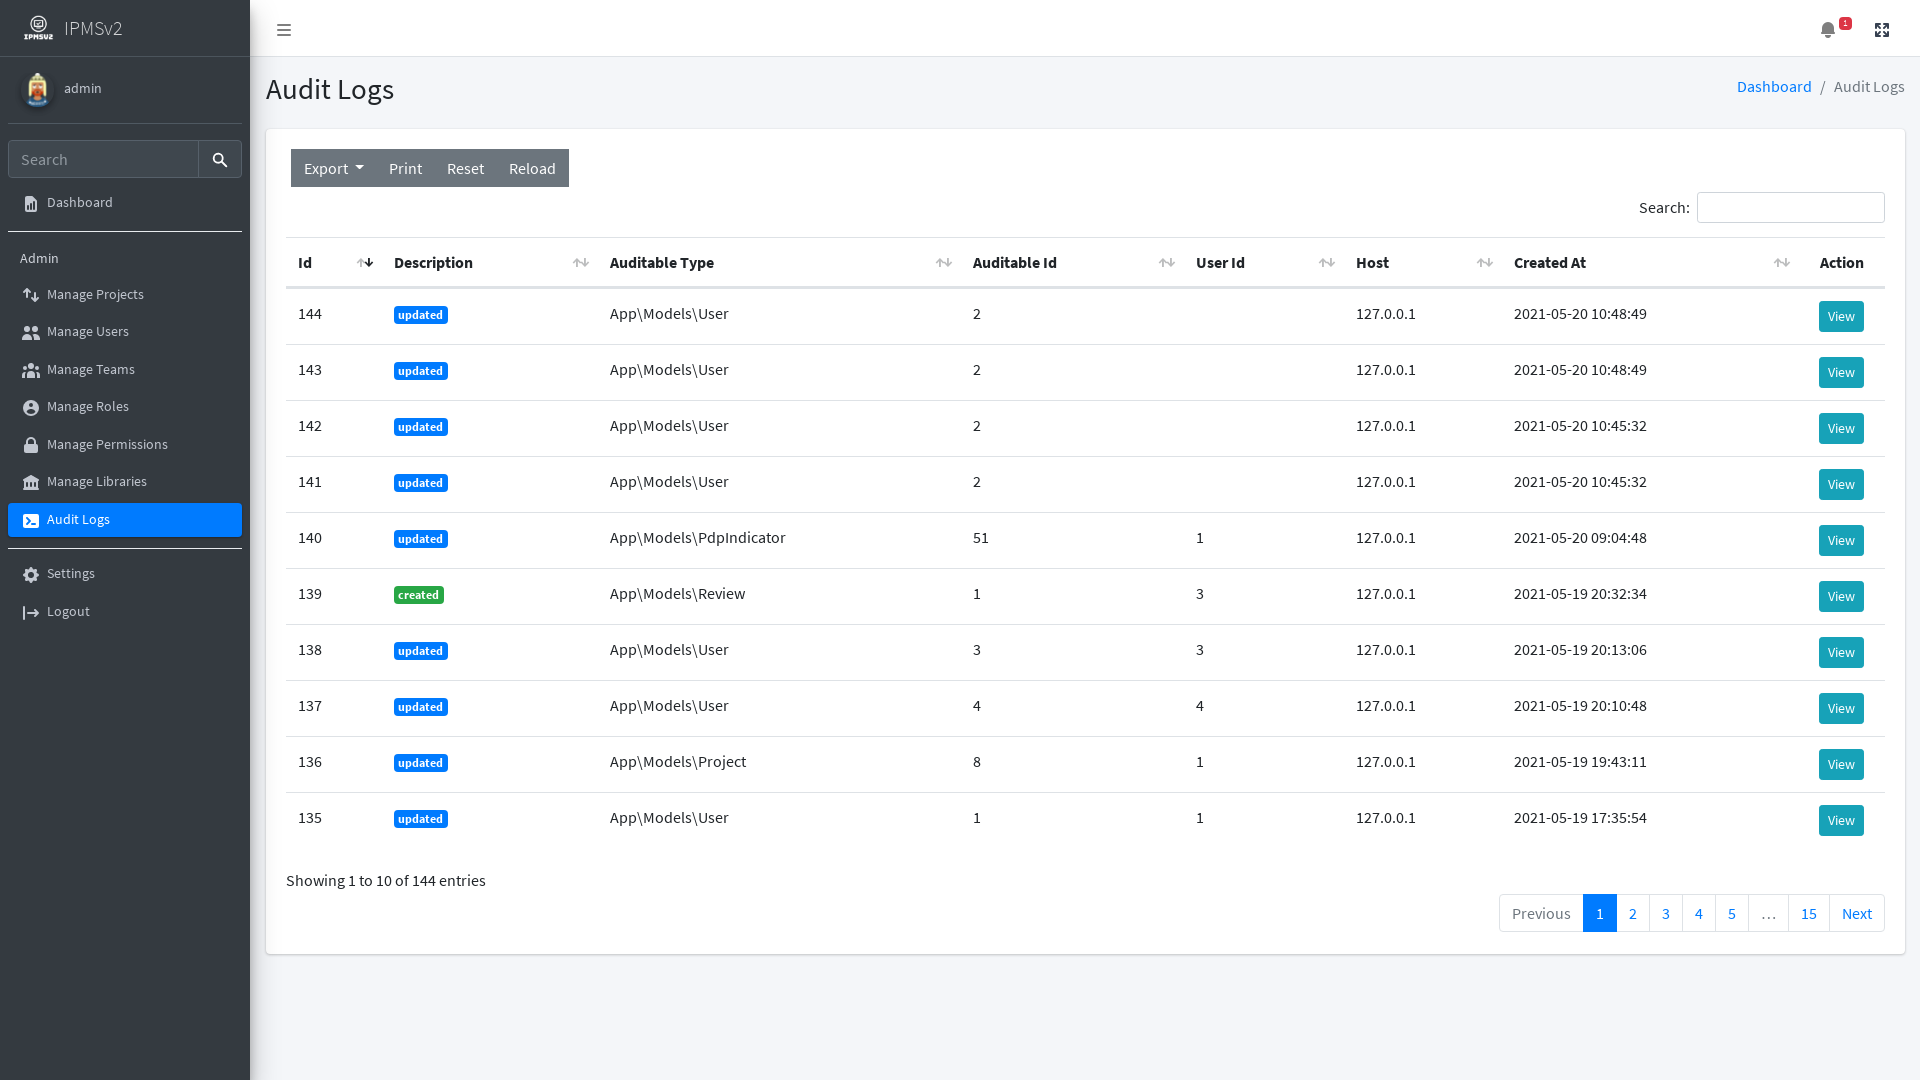 IPMSV2 IPMSv2
1
admin
Audit Logs
Dashboard / Audit Logs
Search
Export Print Reset Reload
Dashboard
Search:
Admin
Id Description Auditable Type Auditable Id User Id Host Created At Action
Manage Projects
Manage Users
Manage Teams
Manage Roles
Manage Permissions
Manage Libraries
Audit Logs
Settings
Logout
144 updated App\Models\User 2 127.0.0.1 2021-05-20 10:48:49 View
143 updated App\Models\User 2 127.0.0.1 2021-05-20 10:48:49 View
142 updated App\Models\User 2 127.0.0.1 2021-05-20 10:45:32 View
141 updated App\Models\User 2 127.0.0.1 2021-05-20 10:45:32 View
140 updated App\Models\PdpIndicator 51 1 127.0.0.1 2021-05-20 09:04:48 View
139 created App\Models\Review 1 3 127.0.0.1 2021-05-19 20:32:34 View
138 updated App\Models\User 3 3 127.0.0.1 2021-05-19 20:13:06 View
137 updated App\Models\User 4 4 127.0.0.1 2021-05-19 20:10:48 View
136 updated App\Models\Project 8 1 127.0.0.1 2021-05-19 19:43:11 View
135 updated App\Models\User 1 1 127.0.0.1 2021-05-19 17:35:54 View
Showing 1 to 10 of 144 entries
Previous 1 2 3 4 5 … 15 Next